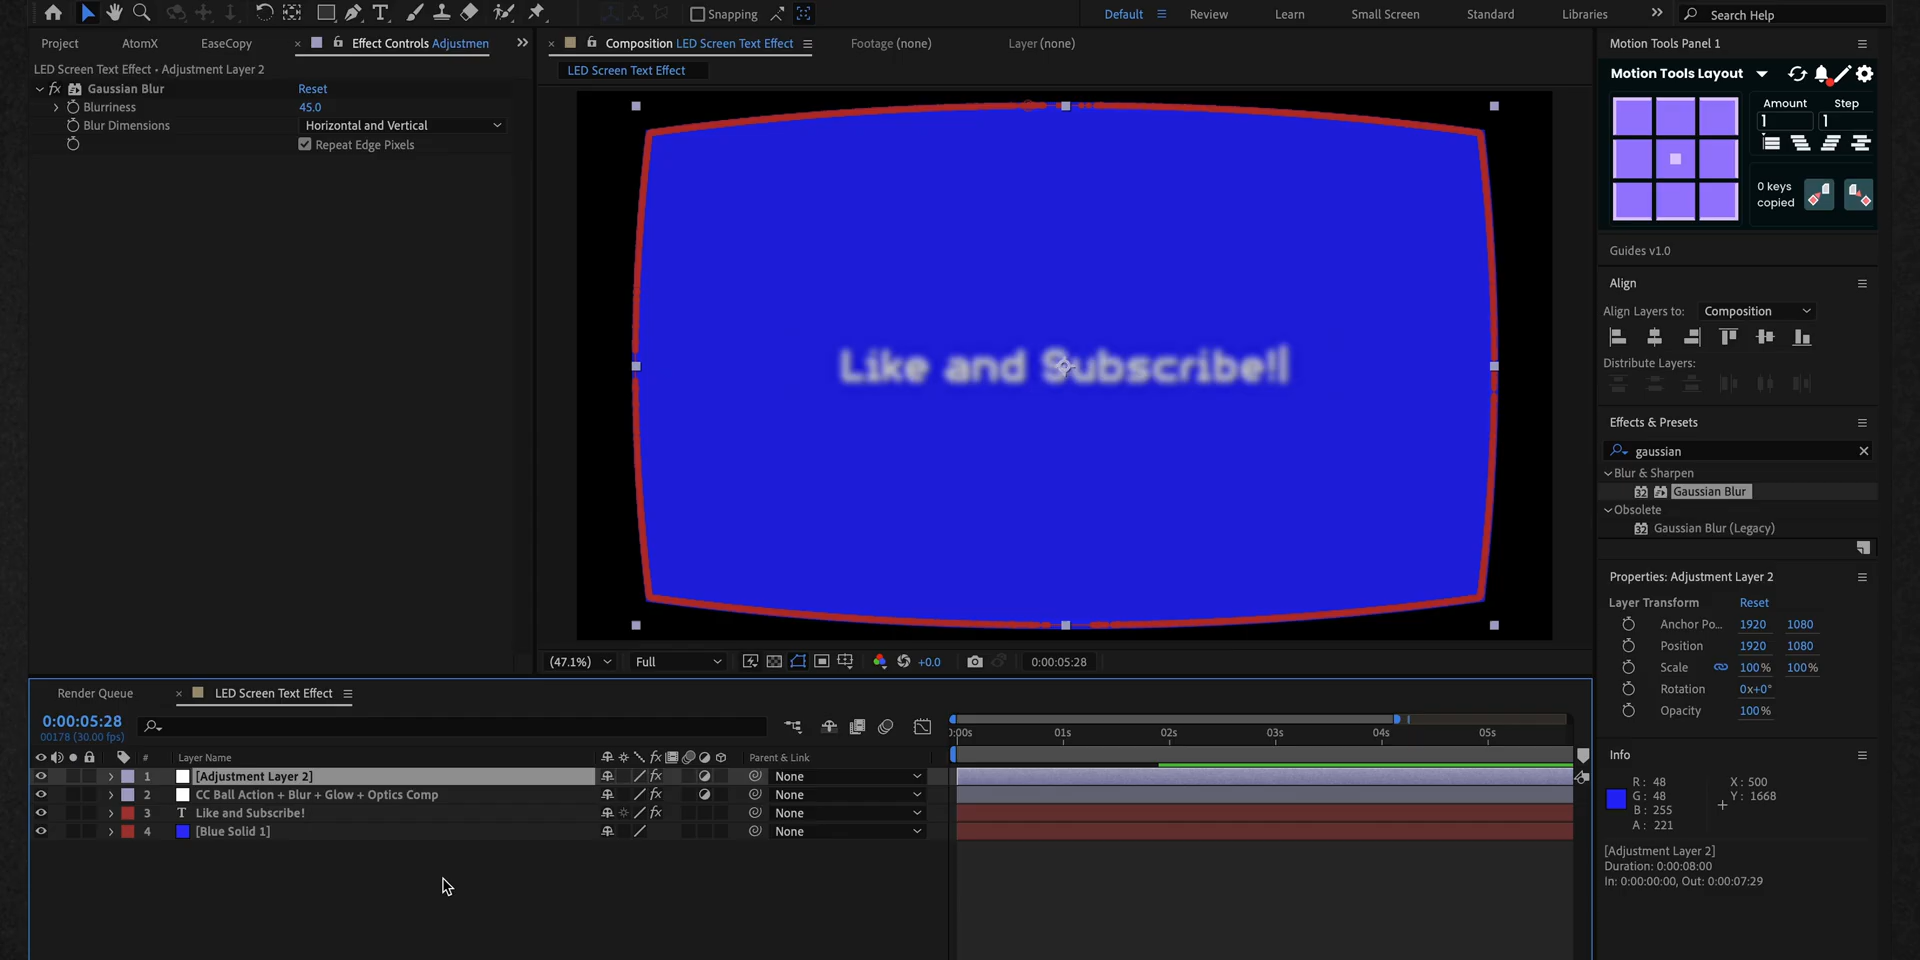 Snapping
Default
Review
Learn
Small Screen
Standard
Libraries
Search Help
Project
AtomX
EaseCopy
Effect Controls Adjustmen
Composition LED Screen Text Effect
Footage (none)
Layer (none)
Motion Tools Panel 1
LED Screen Text Effect • Adjustment Layer 2
LED Screen Text Effect
Motion Tools Layout
fx Gaussian Blur
Reset
Blurriness
45.0
Blur Dimensions
Horizontal and Vertical
Repeat Edge Pixels
Amount
Step
1
1
0 keys
copied
Guides v1.0
Align
Align Layers to:
Composition
Distribute Layers:
Like and Subscribe!
Effects & Presets
gaussian
Blur & Sharpen
32 Gaussian Blur
Obsolete
32 Gaussian Blur (Legacy)
Properties: Adjustment Layer 2
Layer Transform
Reset
Anchor Po...
1920
1080
Position
1920
1080
Scale
100%
100%
Rotation
0x+0°
Opacity
100%
(47.1%)
Full
+0.0
0:00:05:28
Render Queue
LED Screen Text Effect
0:00:05:28
00178 (30.00 fps)
:00s
01s
02s
03s
04s
05s
#
Layer Name
fx
Parent & Link
1
[Adjustment Layer 2]
fx
None
2
CC Ball Action + Blur + Glow + Optics Comp
fx
None
3
T
Like and Subscribe!
fx
None
4
[Blue Solid 1]
None
Info
R : 48
G : 48
B : 255
A : 221
X : 500
Y : 1668
[Adjustment Layer 2]
Duration: 0:00:08:00
In: 0:00:00:00, Out: 0:00:07:29